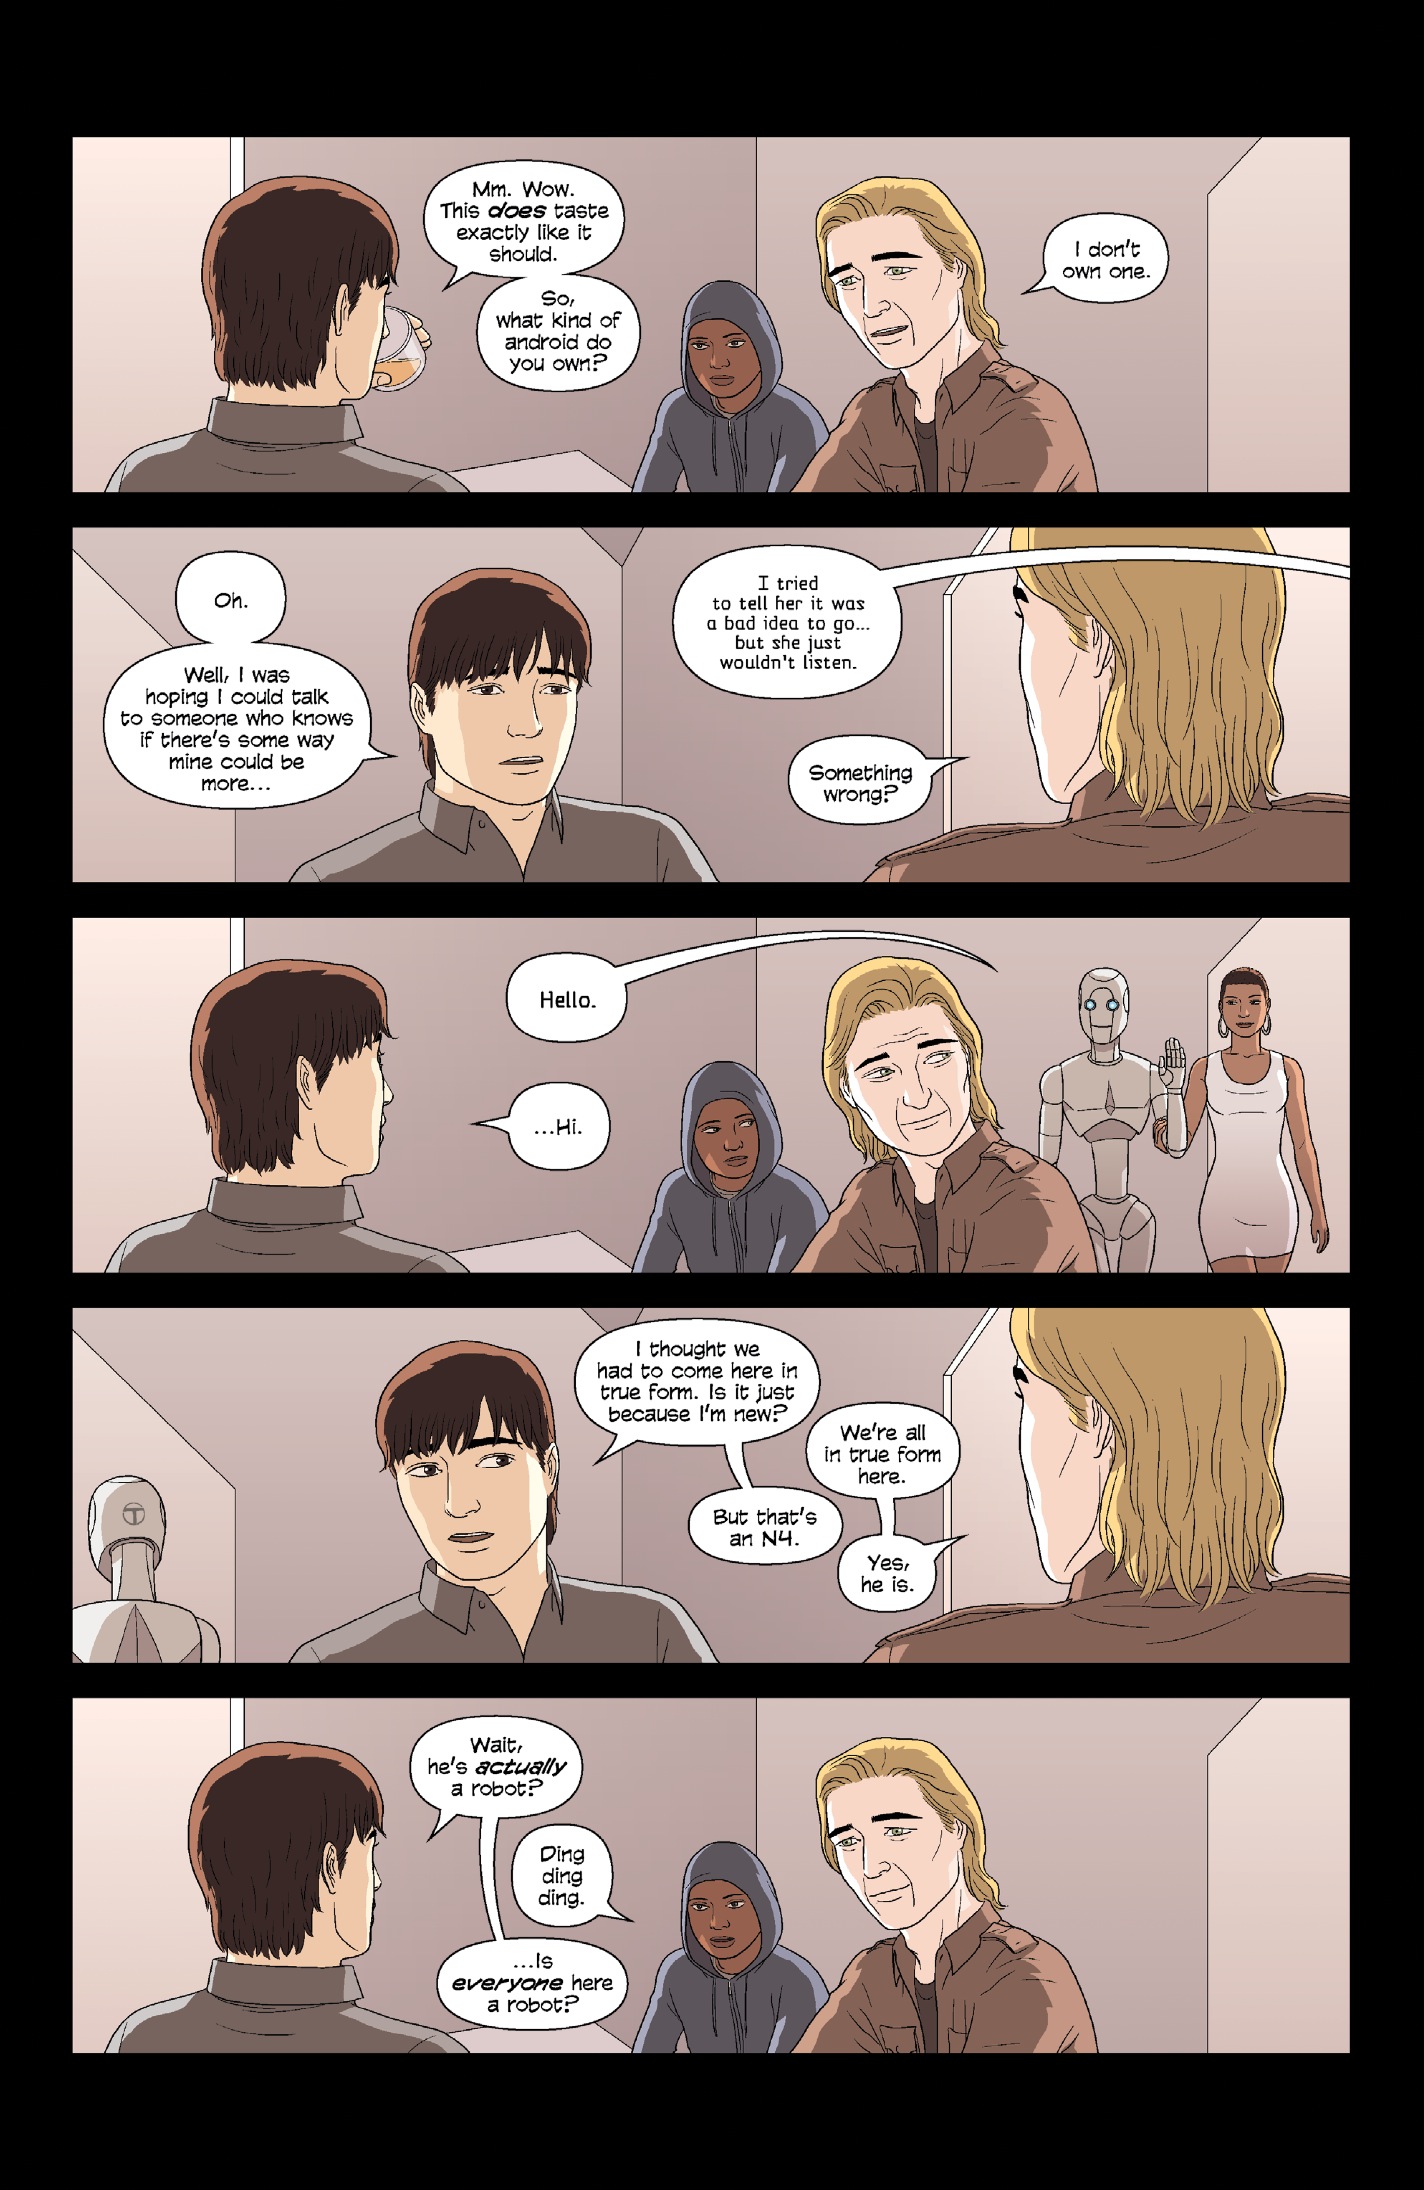 Mm. Wow.
This does taste
exactly like it
should.
So,
what kind of
android do
you own?
I don't
own one.
Oh.
Well, I was
hoping I could talk
to someone who knows
if there's some way
mine could be
more...
I tried
to tell her it was
a bad idea to go...
but she just
wouldn't listen.
Something
wrong?
Hello.
...Hi.
I thought we
had to come here in
true form. Is it just
because I'm new?
But that's
an N4.
We're all
in true form
here.
Yes,
he is.
T
Wait,
he's actually
a robot?
Ding
ding
ding.
...Is
everyone here
a robot?